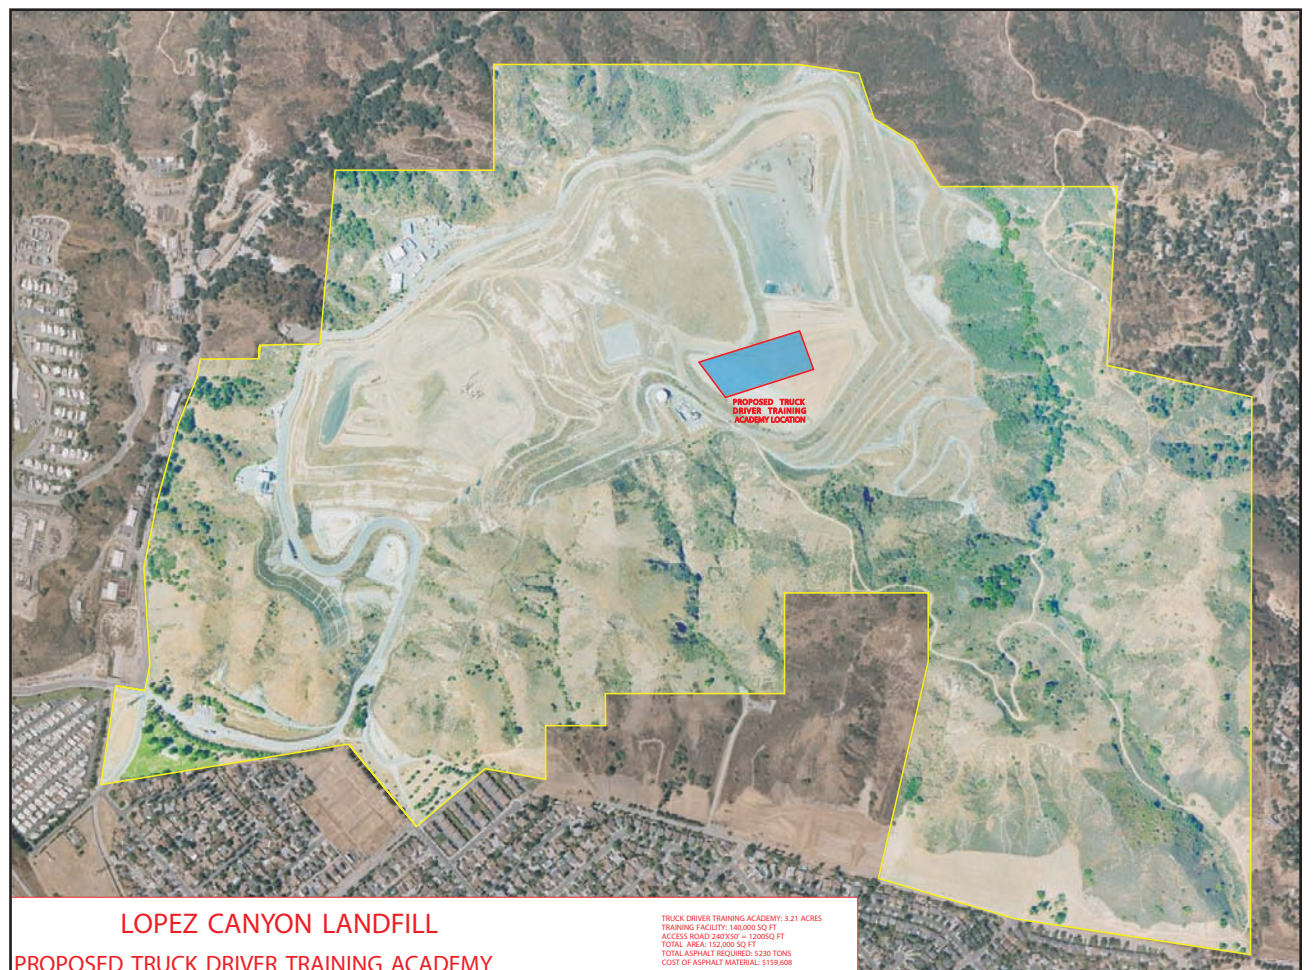 PROPOSED TRUCK
DRIVER TRAINING
ACADEMY LOCATION
LOPEZ CANYON LANDFILL
PROPOSED TRUCK DRIVER TRAINING ACADEMY
TRUCK DRIVER TRAINING ACADEMY: 3.21 ACRES
TRAINING FACILITY: 140,000 SQ FT
ACCESS ROAD 240'X50' = 1200SQ FT
TOTAL AREA: 152,000 SQ FT
TOTAL ASPHALT REQUIRED: 5230 TONS
COST OF ASPHALT MATERIAL: $159,608